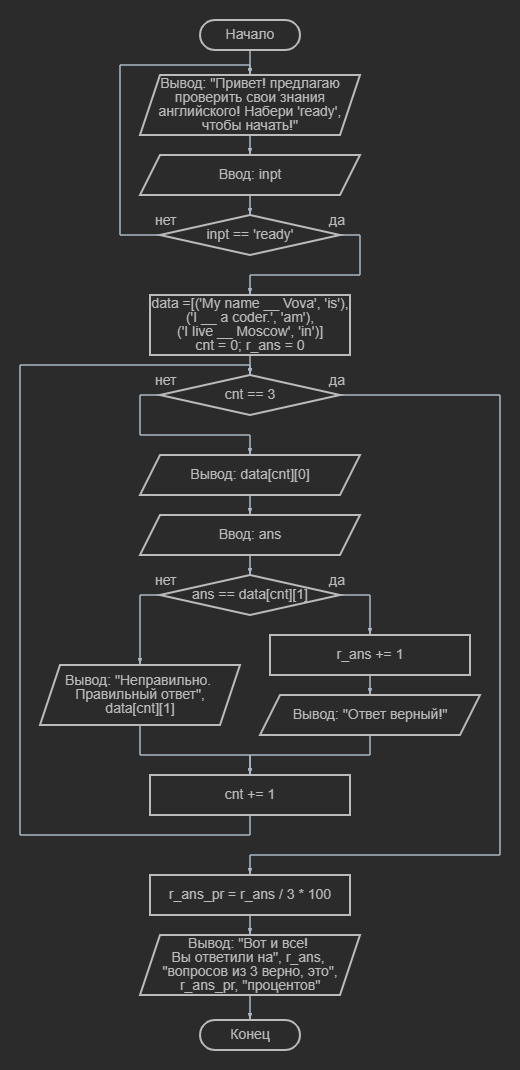 Начало
Вывод: "Привет! предлагаю
проверить свои знания
английского! Набери 'ready',
чтобы начать!"
Ввод: inpt
нет
да
inpt == 'ready'
data =[('My name __ Vova', 'is'),
('I __ a coder.', 'am'),
('I live __ Moscow', 'in')]
cnt = 0; r_ans = 0
нет
да
cnt == 3
Вывод: data[cnt][0]
Ввод: ans
нет
да
ans == data[cnt][1]
r_ans += 1
Вывод: "Неправильно.
Правильный ответ",
data[cnt][1]
Вывод: "Ответ верный!"
cnt += 1
r_ans_pr = r_ans / 3 * 100
Вывод: "Вот и все!
Вы ответили на", r_ans,
"вопросов из 3 верно, это",
r_ans_pr, "процентов"
Конец